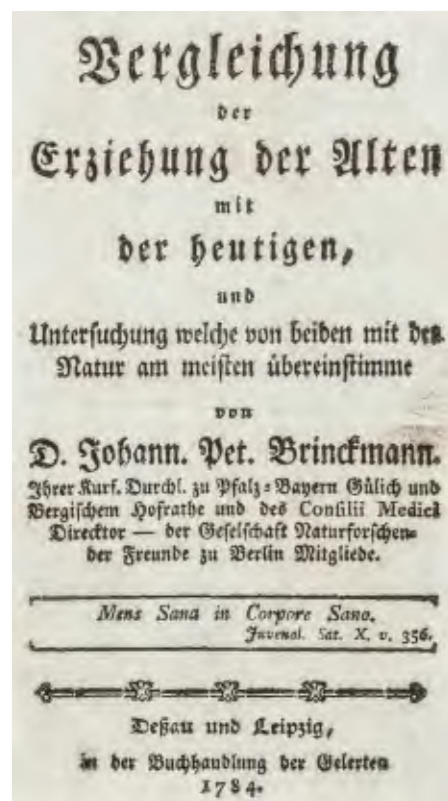 Vergleichung
der
Erziehung der Alten
mit
der heutigen,
und
Untersuchung welche von beiden mit der
Natur am meisten übereinstimme
von
D. Johann. Pet. Brinckmann.
Ihrer Kurf. Durchl. zu Pfalz-Bayern Gülich und
Bergischem Hofrathe und des Consilii Medici
Direcktor — der Geselschaft Naturforschen-
der Freunde zu Berlin Mitgliede.
Mens Sana in Corpore Sano.
Juvenal. Sat. X. v. 356.
Deßau und Leipzig,
in der Buchhandlung der Gelerten
1784.